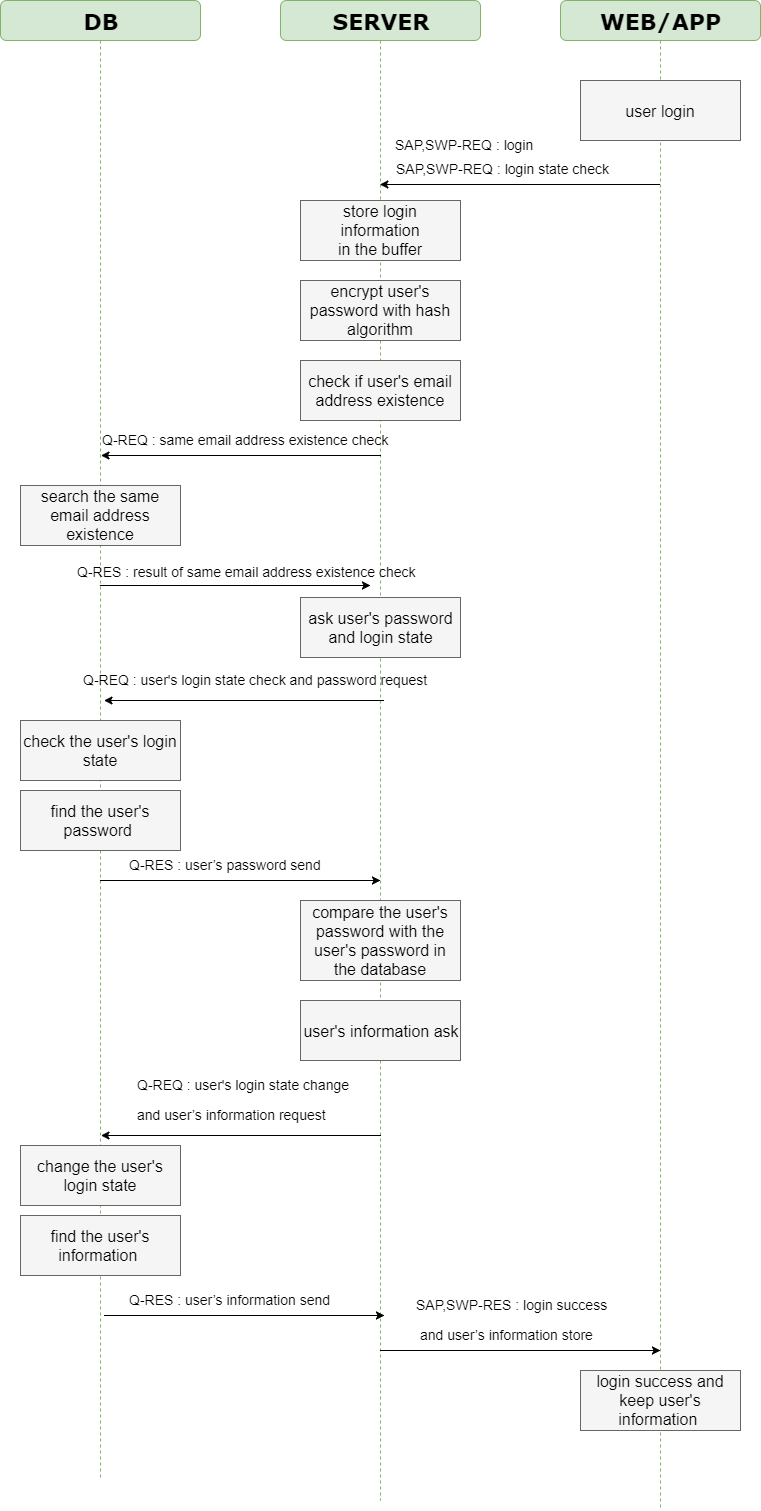 DB
SERVER
WEB/APP
user login
SAP,SWP-REQ : login
SAP,SWP-REQ : login state check
store login
information
in the buffer
encrypt user's
password with hash
algorithm
check if user's email
address existence
Q-REQ : same email address existence check
search the same
email address
existence
Q-RES : result of same email address existence check
ask user's password
and login state
Q-REQ : user's login state check and password request
check the user's login
state
find the user's
password
Q-RES : user’s password send
compare the user's
password with the
user's password in
the database
user's information ask
Q-REQ : user's login state change
and user’s information request
change the user's
login state
find the user's
information
Q-RES : user’s information send
SAP,SWP-RES : login success
and user’s information store
login success and
keep user's
information